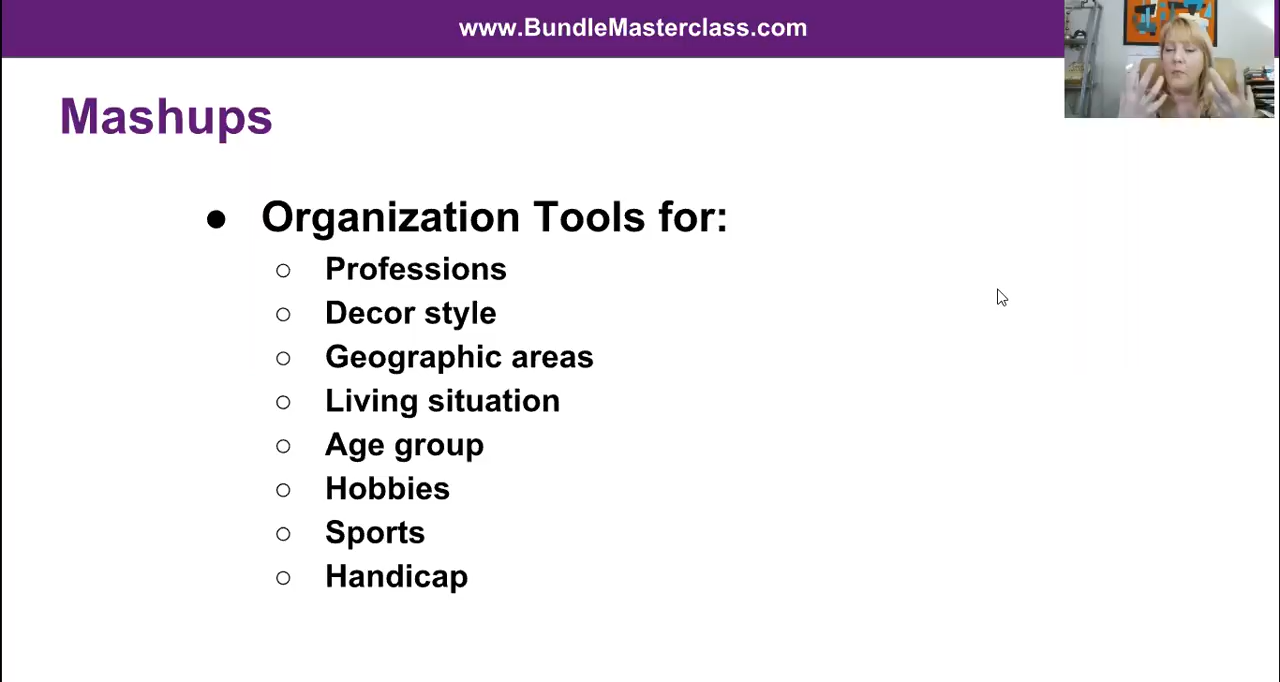 www.BundleMasterclass.com
Mashups
● Organization Tools for:
○ Professions
○ Decor style
○ Geographic areas
○ Living situation
○ Age group
○ Hobbies
○ Sports
○ Handicap